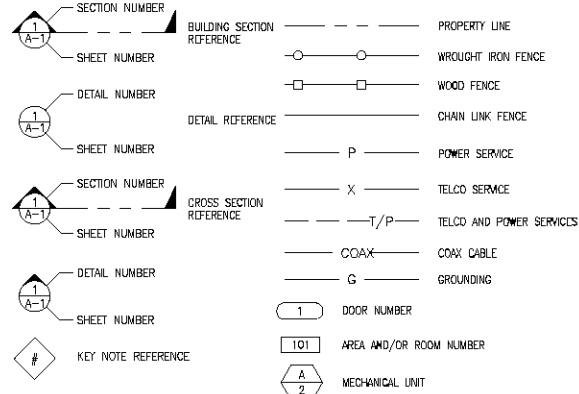 SECTION NUMBER
1
A-1
SHEET NUMBER
BUILDING SECTION
REFERENCE
DETAIL NUMBER
1
A-1
SHEET NUMBER
DETAIL REFERENCE
SECTION NUMBER
1
A-1
SHEET NUMBER
CROSS SECTION
REFERENCE
DETAIL NUMBER
1
A-1
SHEET NUMBER
# KEY NOTE REFERENCE
PROPERTY LINE
WROUGHT IRON FENCE
WOOD FENCE
CHAIN LINK FENCE
P POWER SERVICE
X TELCO SERVICE
T/P TELCO AND POWER SERVICES
COAX COAX CABLE
G GROUNDING
1 DOOR NUMBER
101 AREA AND/OR ROOM NUMBER
A
2
MECHANICAL UNIT